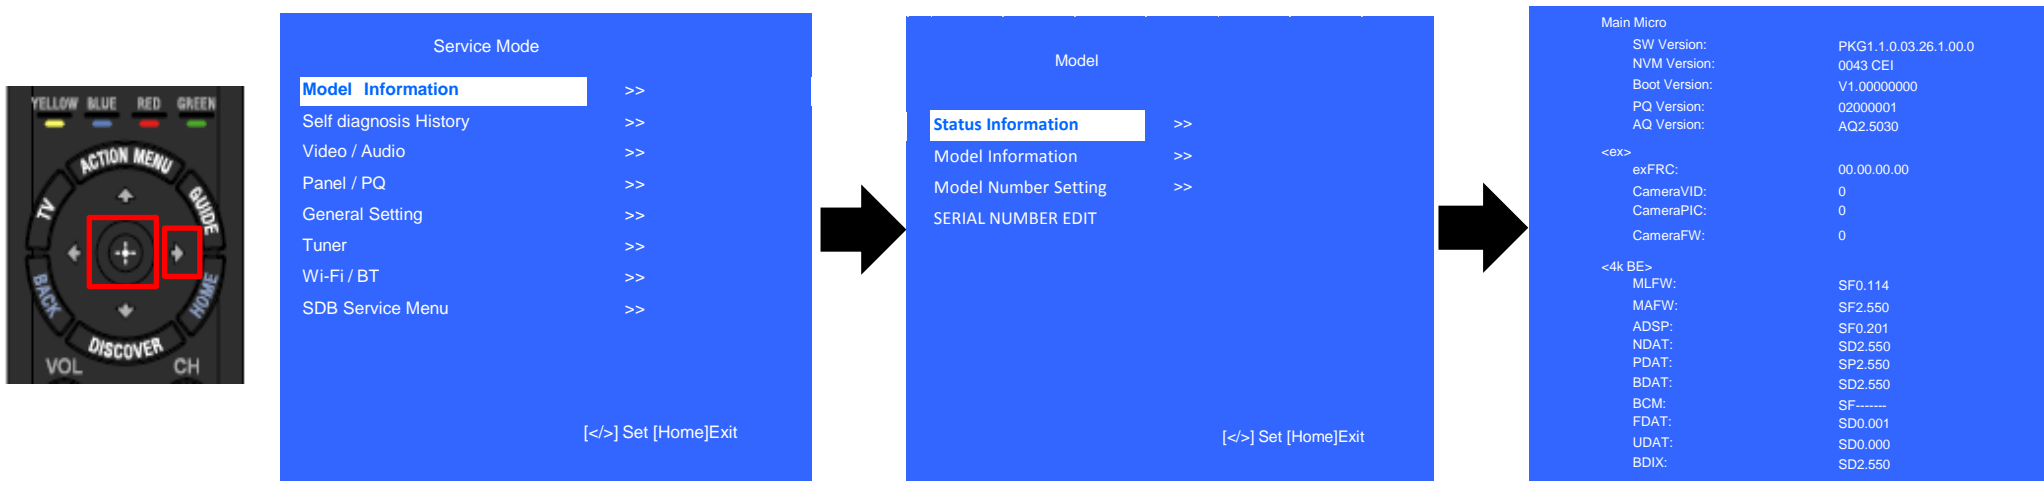 YELLOW BLUE RED GREEN
ACTION MENU
TV
GUIDE
BACK
HOME
DISCOVER
VOL CH
Service Mode
Model Information >>
Self diagnosis History >>
Video / Audio >>
Panel / PQ >>
General Setting >>
Tuner >>
Wi-Fi / BT >>
SDB Service Menu >>
[</>] Set [Home]Exit
Model
Status Information >>
Model Information >>
Model Number Setting >>
SERIAL NUMBER EDIT
[</>] Set [Home]Exit
Main Micro
SW Version: PKG1.1.0.03.26.1.00.0
NVM Version: 0043 CEI
Boot Version: V1.00000000
PQ Version: 02000001
AQ Version: AQ2.5030
<ex>
exFRC: 00.00.00.00
CameraVID: 0
CameraPIC: 0
CameraFW: 0
<4k BE>
MLFW: SF0.114
MAFW: SF2.550
ADSP: SF0.201
NDAT: SD2.550
PDAT: SP2.550
BDAT: SD2.550
BCM: SF-------
FDAT: SD0.001
UDAT: SD0.000
BDIX: SD2.550